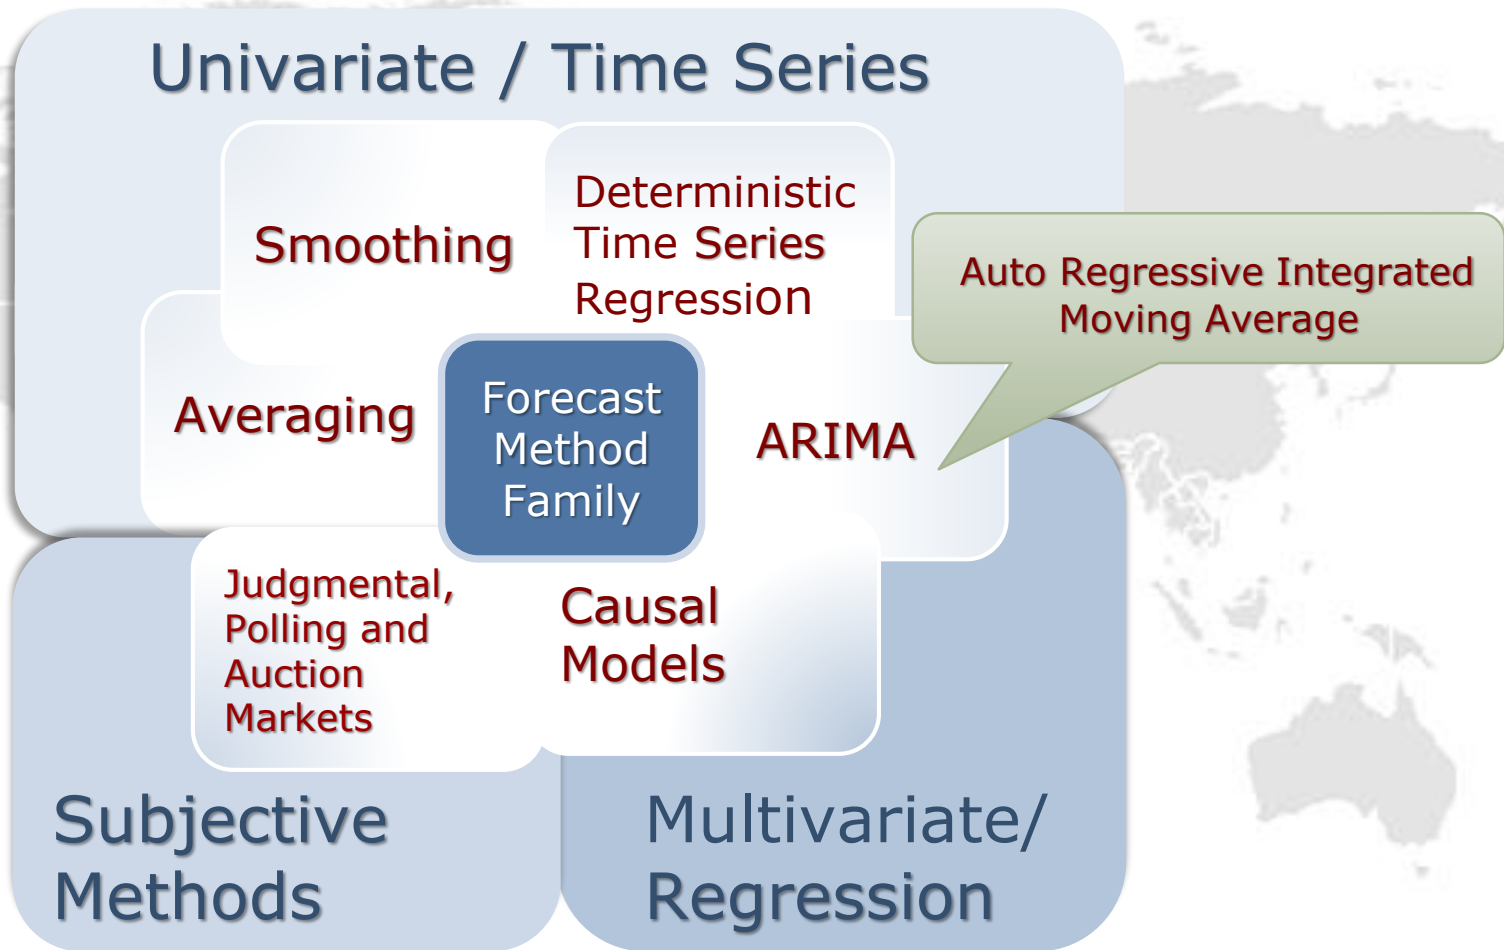 Univariate / Time Series
Smoothing
Deterministic
Time Series
Regression
Auto Regressive Integrated
Moving Average
Averaging
Forecast
Method
Family
ARIMA
Judgmental,
Polling and
Auction
Markets
Causal
Models
Subjective
Methods
Multivariate/
Regression